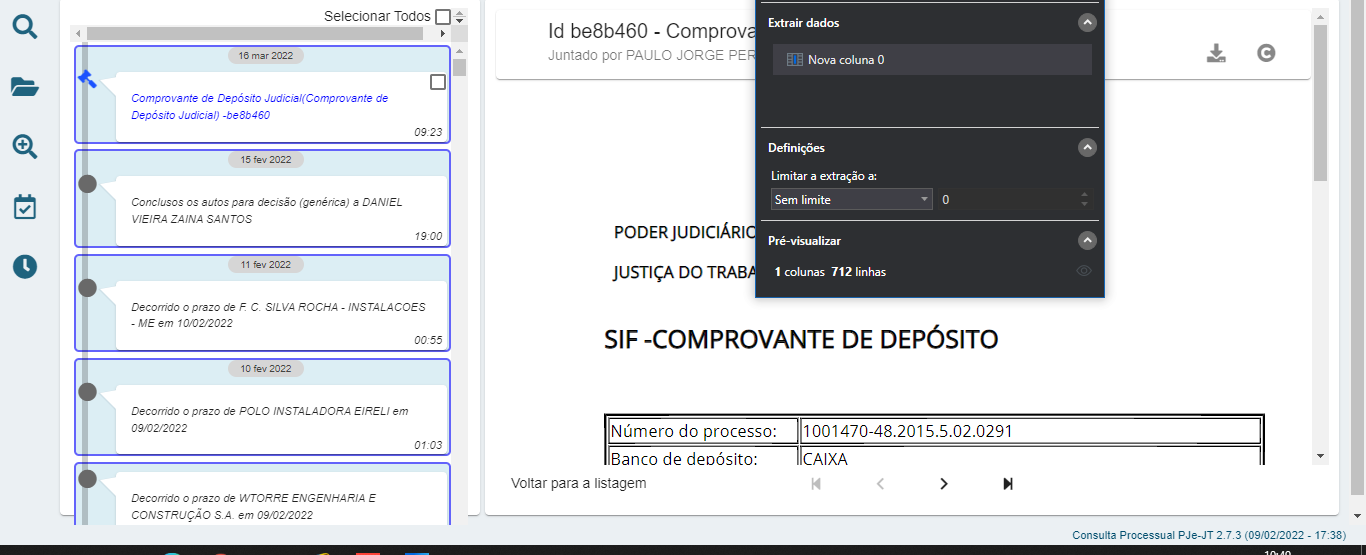 Selecionar Todos
16 mar 2022
Comprovante de Depósito Judicial(Comprovante de
Depósito Judicial) -be8b460
09:23
15 fev 2022
Conclusos os autos para decisão (genérica) a DANIEL
VIEIRA ZAINA SANTOS
19:00
11 fev 2022
Decorrido o prazo de F. C. SILVA ROCHA - INSTALACOES
- ME em 10/02/2022
00:55
10 fev 2022
Decorrido o prazo de POLO INSTALADORA EIRELI em
09/02/2022
01:03
Decorrido o prazo de WTORRE ENGENHARIA E
CONSTRUÇÃO S.A. em 09/02/2022
Id be8b460 - Comprova
Juntado por PAULO JORGE PER
Extrair dados
Nova coluna 0
Definições
Limitar a extração a:
Sem limite 0
Pré-visualizar
1 colunas 712 linhas
PODER JUDICIÁRIO
JUSTIÇA DO TRABA
SIF -COMPROVANTE DE DEPÓSITO
Número do processo: 1001470-48.2015.5.02.0291
Banco de depósito: CAIXA
Voltar para a listagem
Consulta Processual PJe-JT 2.7.3 (09/02/2022 - 17:38)